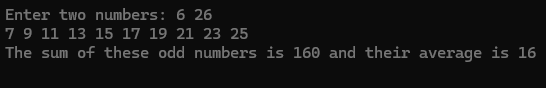 Enter two numbers: 6 26
7 9 11 13 15 17 19 21 23 25
The sum of these odd numbers is 160 and their average is 16